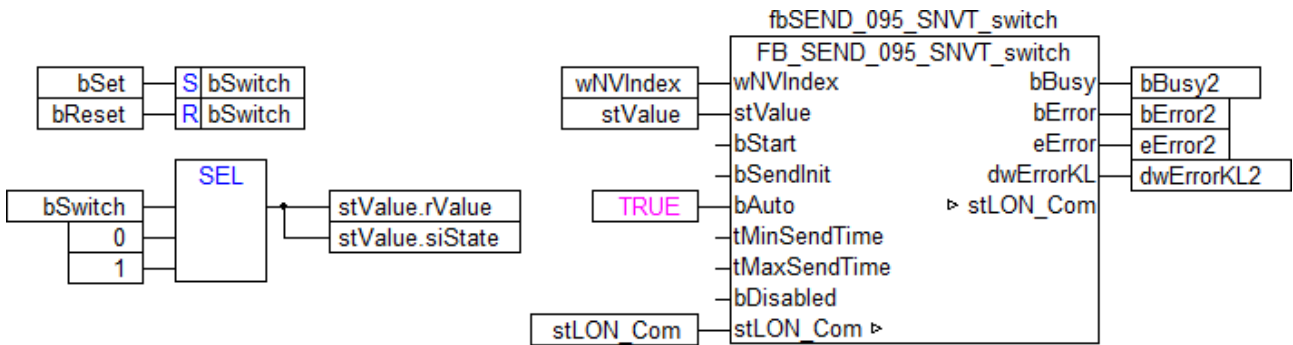 bSet S bSwitch
bReset R bSwitch
SEL
bSwitch
0
1
stValue.rValue
stValue.siState
fbSEND_095_SNVT_switch
FB_SEND_095_SNVT_switch
wNVIndex wNVIndex bBusy bBusy2
stValue stValue bError bError2
bStart eError eError2
bSendInit dwErrorKL dwErrorKL2
TRUE bAuto ▹ stLON_Com
tMinSendTime
tMaxSendTime
bDisabled
stLON_Com stLON_Com ▹